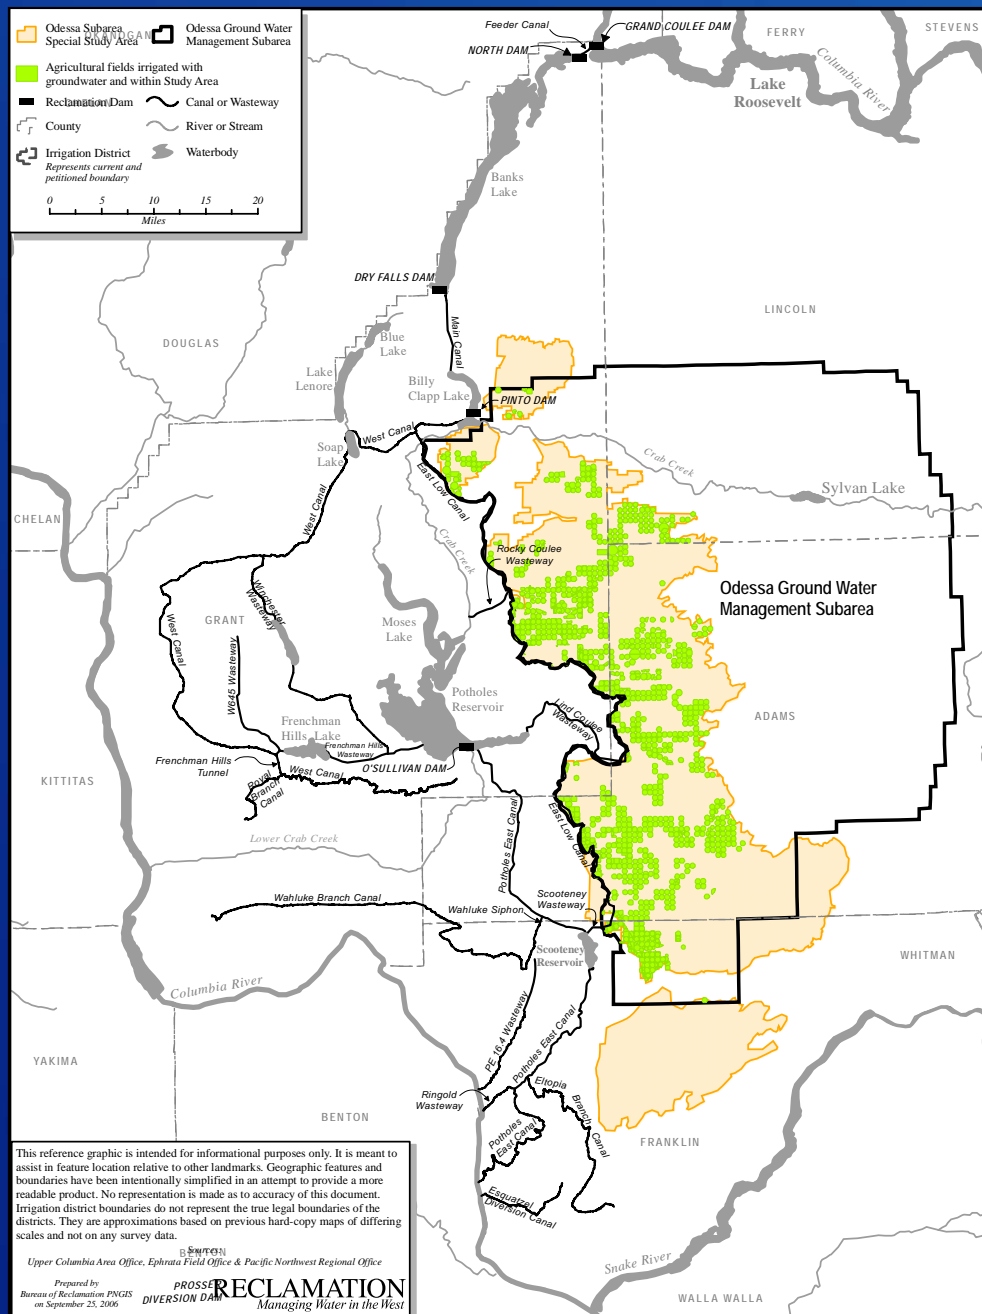 Odessa Subarea
Special Study Area
OKANOGAN
Odessa Ground Water
Management Subarea
Agricultural fields irrigated with
groundwater and within Study Area
Reclamation Dam
CHELAN
Canal or Wasteway
County
River or Stream
Irrigation District
Represents current and
petitioned boundary
Waterbody
0 5 10 15 20
Miles
Feeder Canal
GRAND COULEE DAM
NORTH DAM
FERRY
STEVENS
Columbia River
Lake
Roosevelt
Banks
Lake
DRY FALLS DAM
LINCOLN
Main Canal
DOUGLAS
Blue
Lake
Lake
Lenore
Billy
Clapp Lake
PINTO DAM
West Canal
Soap
Lake
Crab Creek
Sylvan Lake
East Low Canal
West Canal
CHELAN
Crab Creek
Rocky Coulee
Wasteway
Odessa Ground Water
Management Subarea
Winchester
Wasteway
GRANT
Moses
Lake
West Canal
W645 Wasteway
Potholes
Reservoir
Lind Coulee
Wasteway
ADAMS
Frenchman
Hills Lake
Frenchman Hills
Wasteway
Frenchman Hills
Tunnel
O'SULLIVAN DAM
West Canal
Royal
Branch
Canal
KITTITAS
Potholes East Canal
East Low Canal
Lower Crab Creek
Wahluke Branch Canal
Scooteney
Wasteway
Wahluke Siphon
Scooteney
Reservoir
WHITMAN
Columbia River
PE 16.4 Wasteway
Potholes East Canal
YAKIMA
Ringold
Wasteway
Eltopia
Branch Canal
BENTON
Potholes
East Canal
FRANKLIN
Esquatzel
Diversion Canal
Snake River
WALLA WALLA
This reference graphic is intended for informational purposes only. It is meant to
assist in feature location relative to other landmarks. Geographic features and
boundaries have been intentionally simplified in an attempt to provide a more
readable product. No representation is made as to accuracy of this document.
Irrigation district boundaries do not represent the true legal boundaries of the
districts. They are approximations based on previous hard-copy maps of differing
scales and not on any survey data.
Sources:
BENTON
Upper Columbia Area Office, Ephrata Field Office & Pacific Northwest Regional Office
Prepared by
Bureau of Reclamation PNGIS
on September 25, 2006
PROSSER
DIVERSION DAM
RECLAMATION
Managing Water in the West